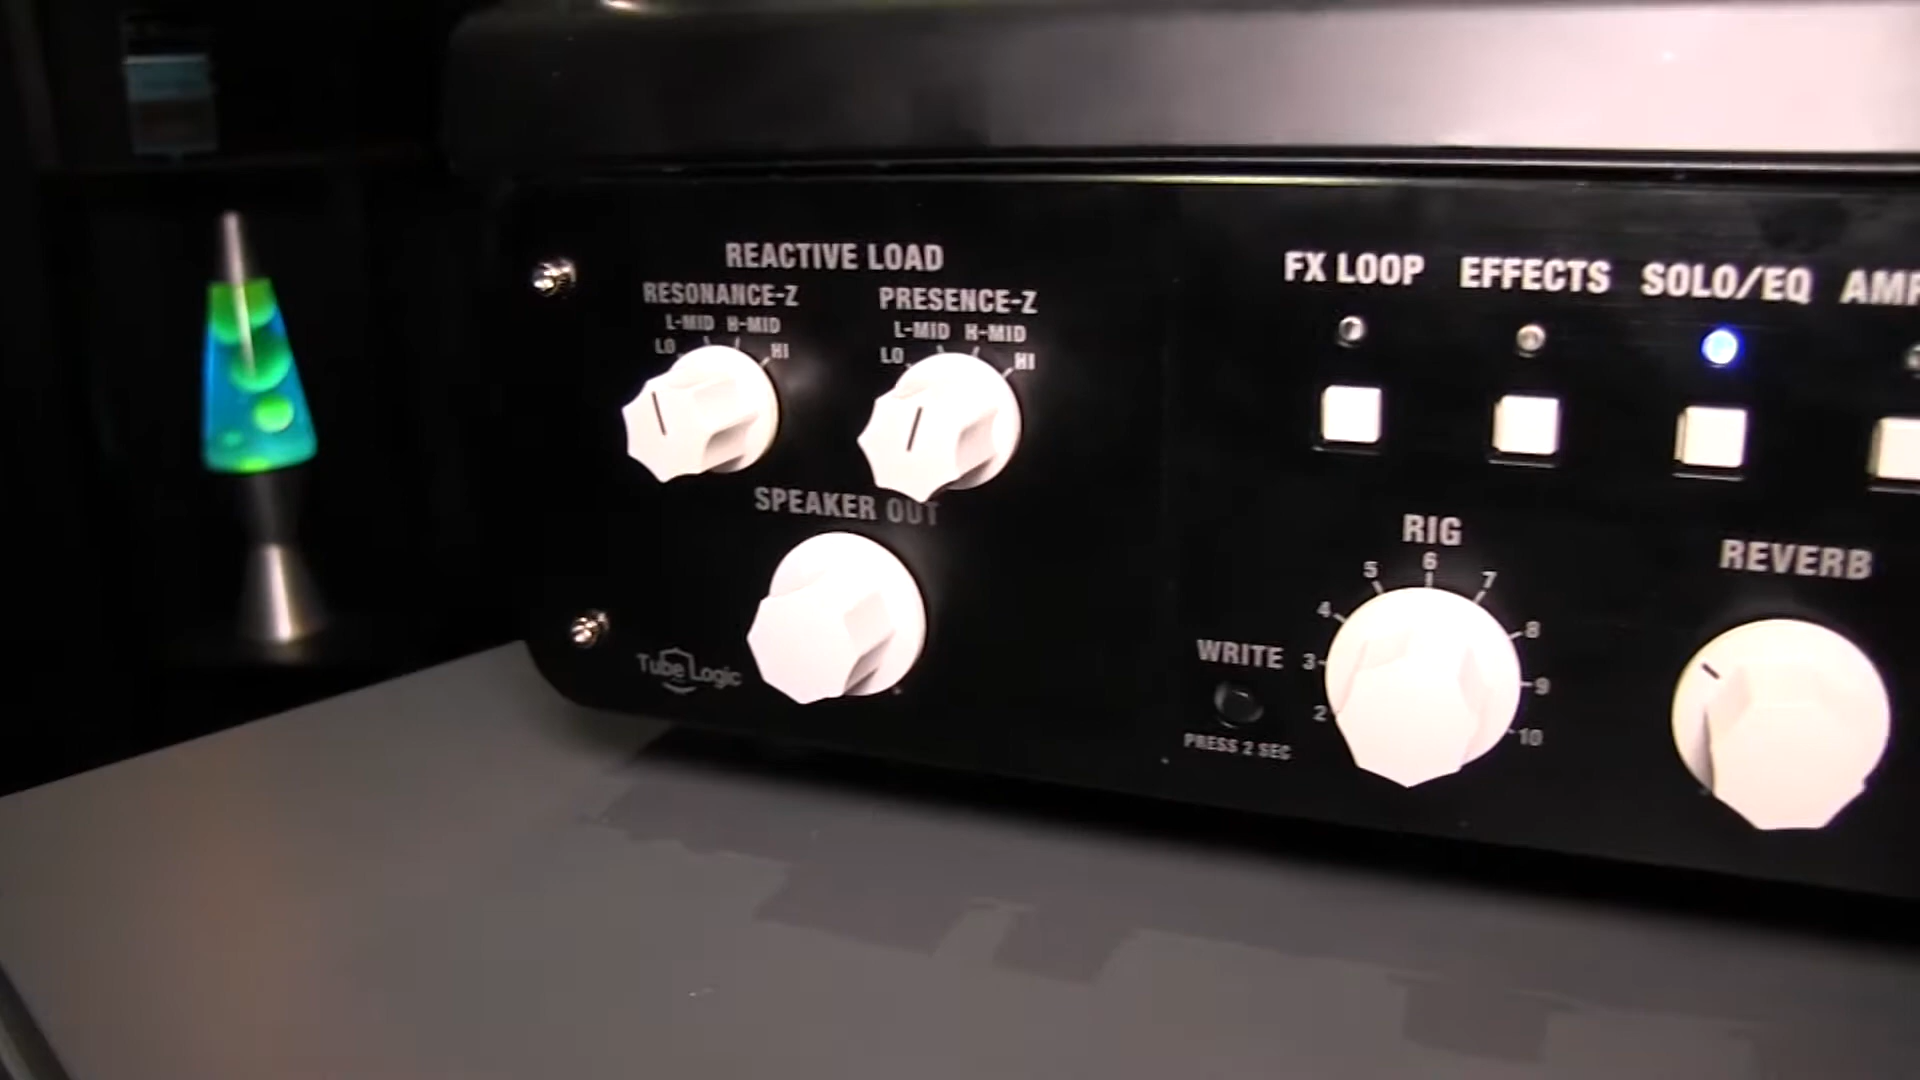 REACTIVE LOAD
RESONANCE-Z
L-MID H-MID
LO HI
PRESENCE-Z
L-MID H-MID
LO HI
SPEAKER OUT
Tube Logic
FX LOOP EFFECTS SOLO/EQ AMP
RIG
2 3 4 5 6 7 8 9 10
WRITE
PRESS 2 SEC
REVERB